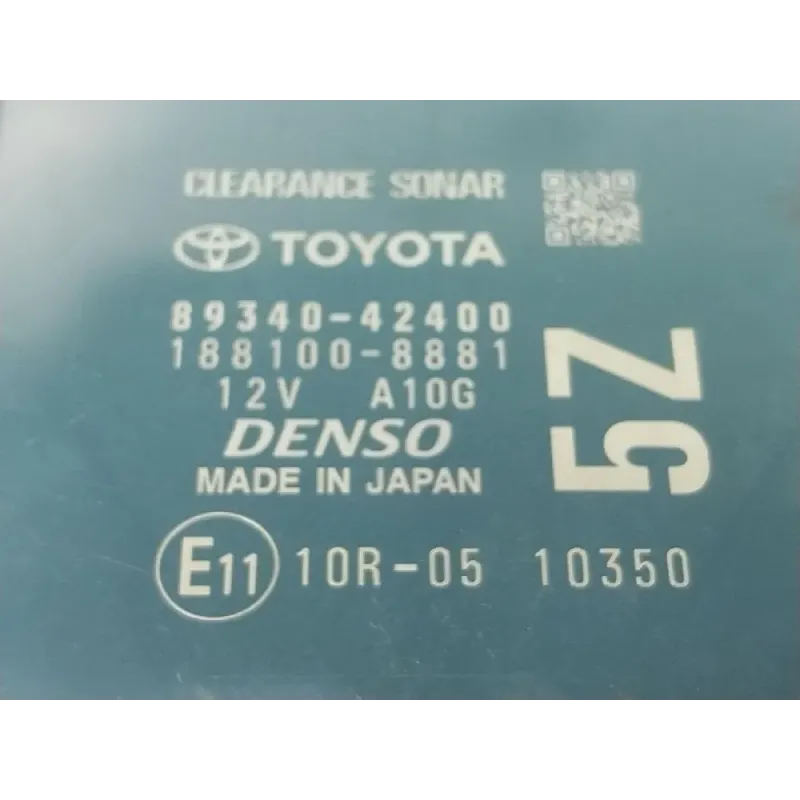 CLEARANCE SONAR
TOYOTA
89340-42400
188100-8881
12V A10G
DENSO
MADE IN JAPAN
E11 10R-05 10350
5Z